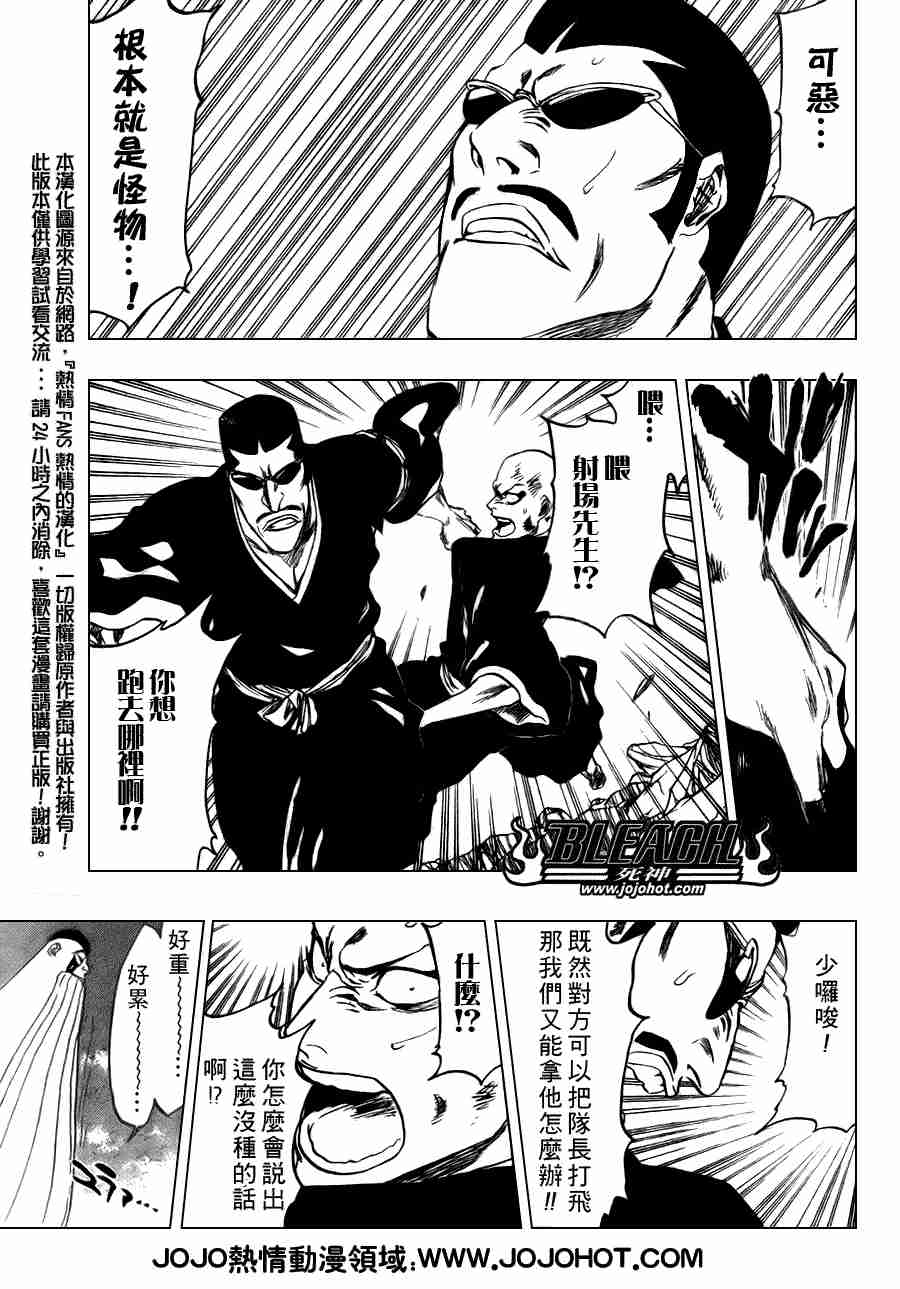 可惡…
根本就是怪物…！
喂…
喂
射場先生!?
你想
跑去哪裡啊!!
BLEACH
死神
www.jojohot.com
少囉唆！
既然對方可以把隊長打飛
那我們又能拿他怎麼辦!!
什麼!?
你怎麼會説出
這麼沒種的話
啊!?
好重～～～
好累～～～
本漢化圖源來自於網路，『熱情FANS 熱情的漢化』一切版權歸原作者與出版社擁有！
此版本僅供學習試看交流… 請 24 小時之內消除，喜歡這套漫畫請購買正版！謝謝。
JOJO熱情動漫領域:WWW.JOJOHOT.COM